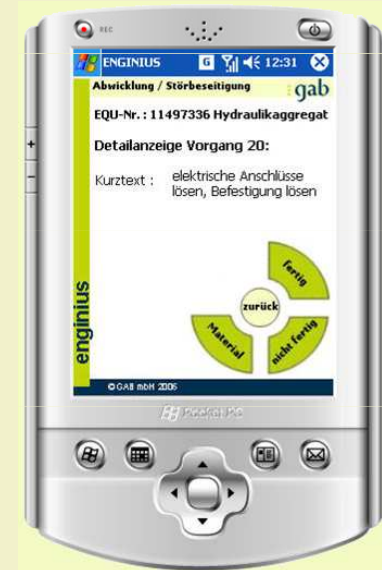 REC
ENGINIUS G 12:31
Abwicklung / Störbeseitigung
gab
EQU-Nr. : 11497336 Hydraulikaggregat
Detailanzeige Vorgang 20:
Kurztext : elektrische Anschlüsse
lösen, Befestigung lösen
fertig
zurück
Material
nicht fertig
enginius
© GAB mbH 2006
Pocket PC